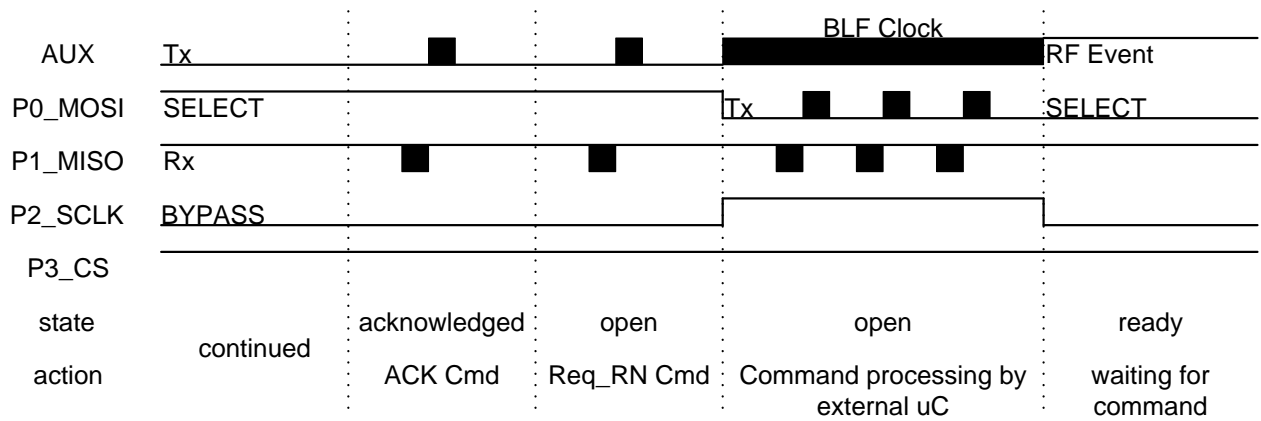 BLF Clock
AUX Tx RF Event
P0_MOSI SELECT Tx SELECT
P1_MISO Rx
P2_SCLK BYPASS
P3_CS
state acknowledged open open ready
continued
action ACK Cmd Req_RN Cmd Command processing by waiting for
external uC command